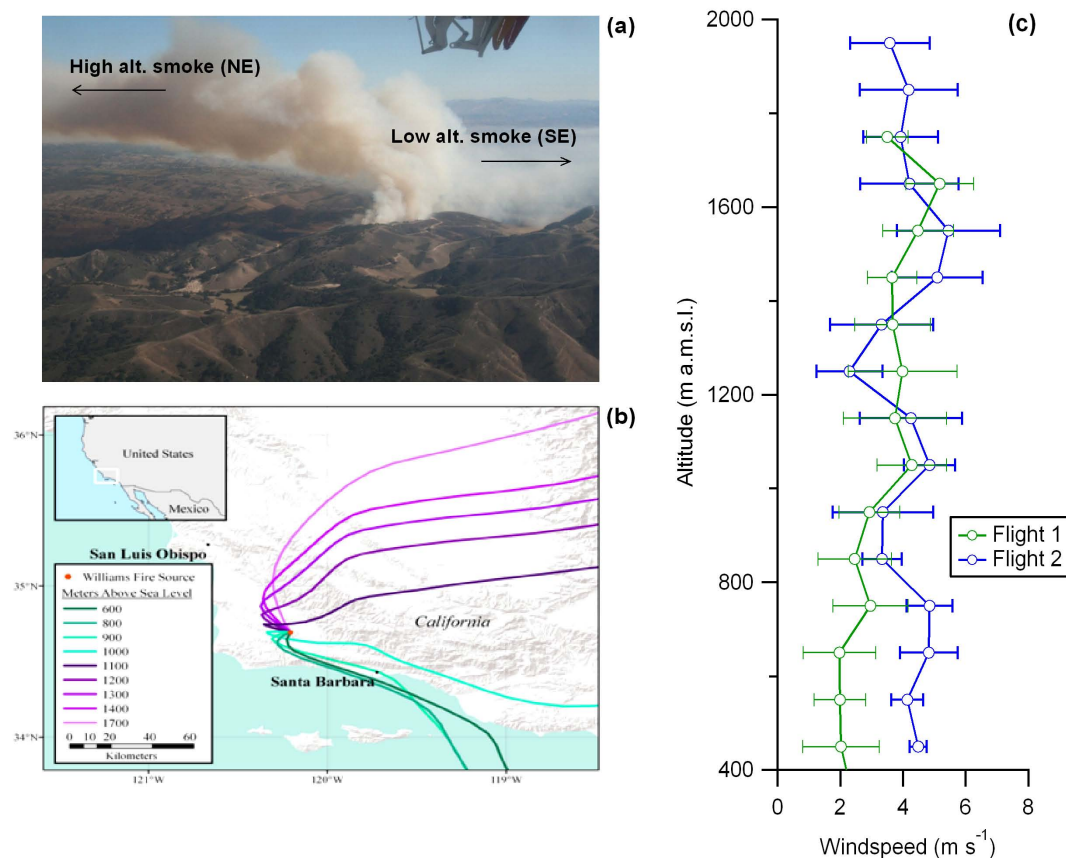 (a)
High alt. smoke (NE)
Low alt. smoke (SE)
(b)
36°N
35°N
34°N
121°W
120°W
119°W
United States
Mexico
San Luis Obispo
Williams Fire Source
Meters Above Sea Level
600
800
900
1000
1100
1200
1300
1400
1700
0 10 20 40 60
Kilometers
California
Santa Barbara
(c)
2000
1600
1200
800
400
Altitude (m a.m.s.l.)
Flight 1
Flight 2
0 2 4 6 8
Windspeed (m s⁻¹)